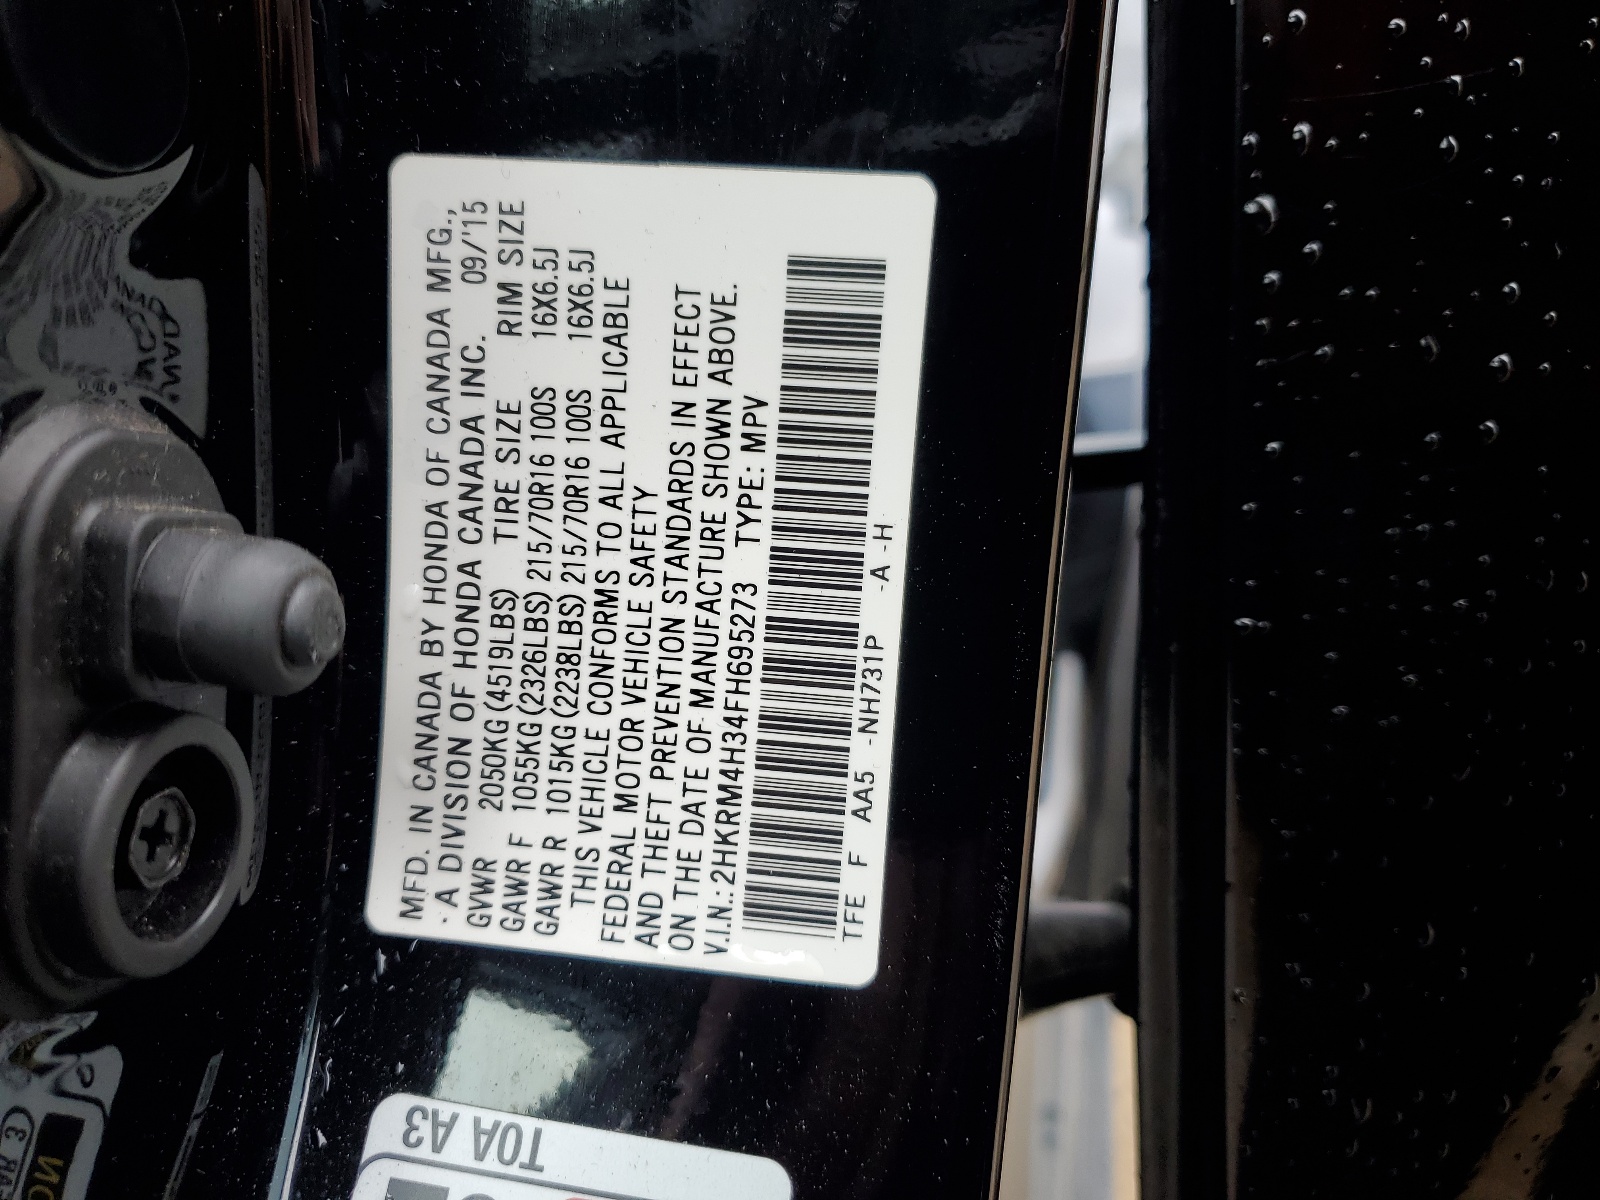 MFD. IN CANADA BY HONDA OF CANADA MFG.,
A DIVISION OF HONDA CANADA INC. 09/'15
GVWR 2050KG (4519LBS) TIRE SIZE RIM SIZE
GAWR F 1055KG (2326LBS) 215/70R16 100S 16X6.5J
GAWR R 1015KG (2238LBS) 215/70R16 100S 16X6.5J
THIS VEHICLE CONFORMS TO ALL APPLICABLE
FEDERAL MOTOR VEHICLE SAFETY
AND THEFT PREVENTION STANDARDS IN EFFECT
ON THE DATE OF MANUFACTURE SHOWN ABOVE.
V.I.N.: 2HKRM4H34FH695273 TYPE: MPV
TFE F AA5 -NH731P -A -H
T0A A3